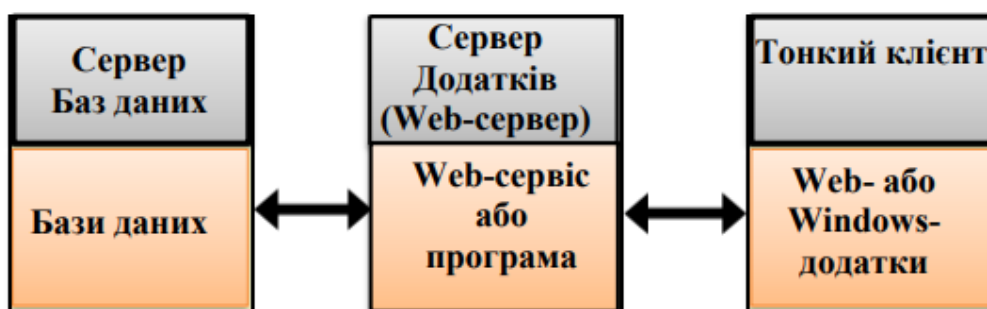 Сервер
Баз даних
Бази даних
Сервер
Додатків
(Web-сервер)
Web-сервіс
або
програма
Тонкий клієнт
Web- або
Windows-
додатки